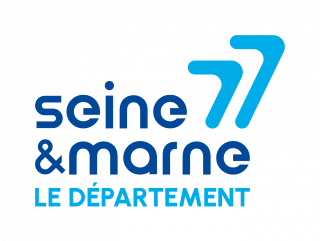 77
seine
&marne
LE DÉPARTEMENT